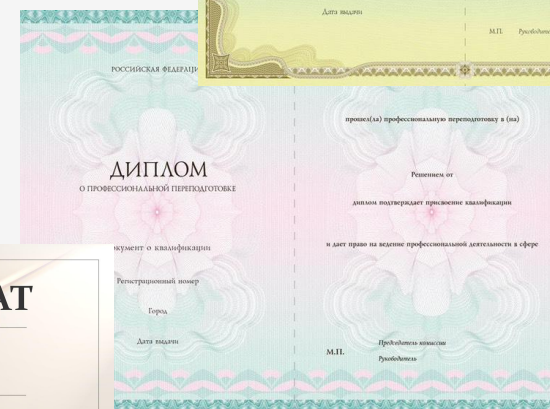 Дата выдачи
М.П.
РОССИЙСКАЯ
ДИПЛОМ
О ПРОФЕССИОНАЛЬНОЙ ПЕРЕПОДГОТОВКЕ
о квалификации
Регистрационный номер
Город
Дата выдачи
прошел(ла) профессиональную переподготовку в (на)
Решением от
диплом подтверждает присвоение квалификации
и дает право на ведение профессиональной деятельности в сфере
М.П.
Председатель комиссии
Руководитель